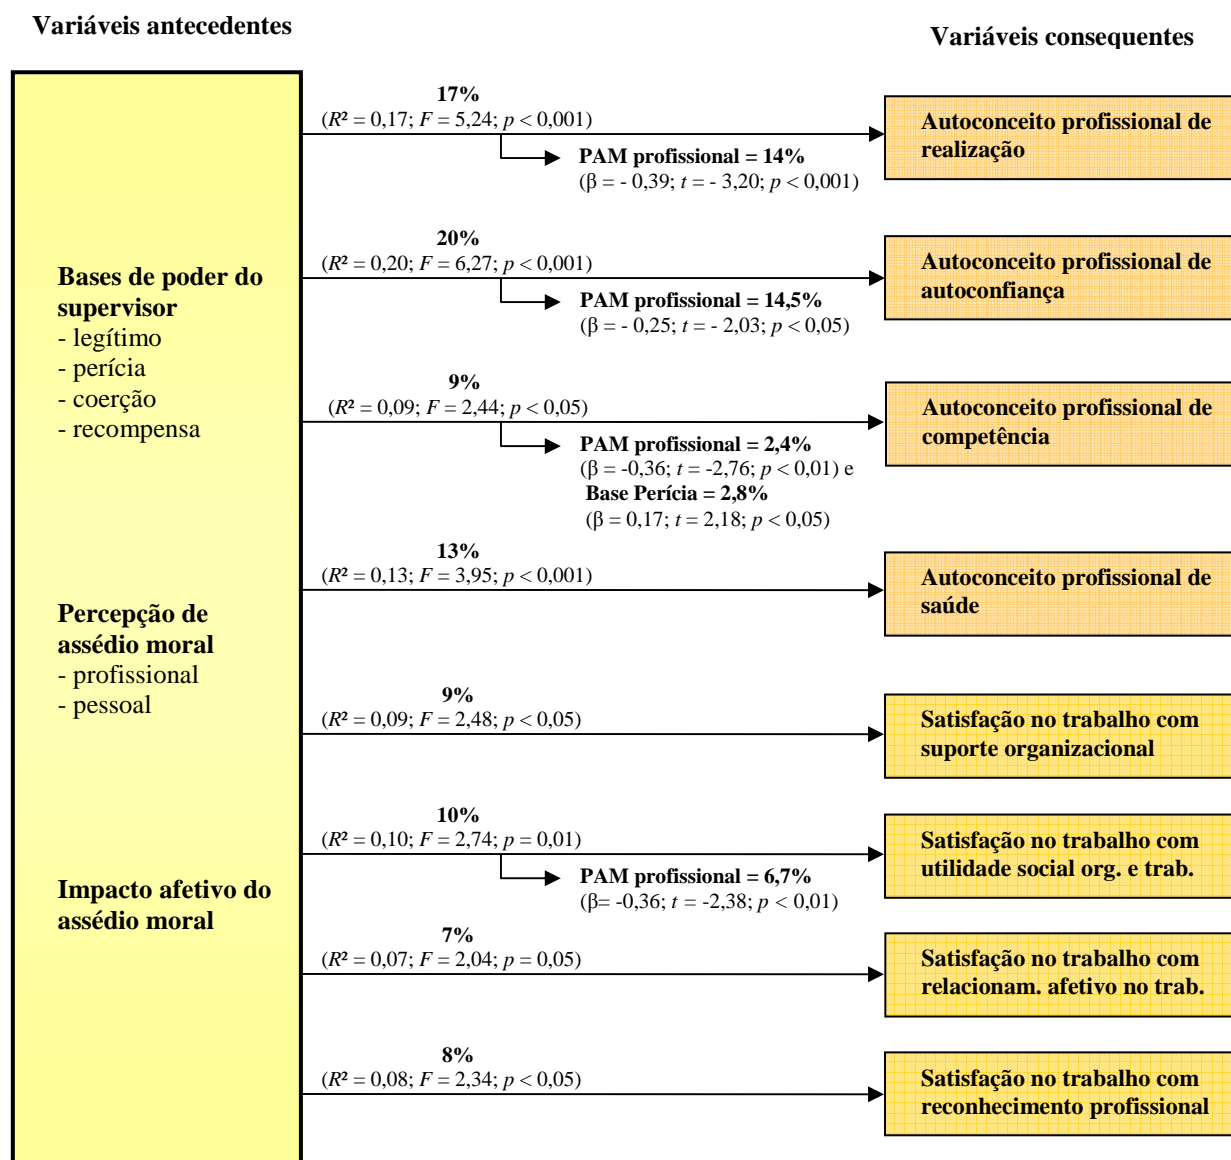 Variáveis antecedentes
Variáveis consequentes
Bases de poder do
supervisor
- legítimo
- perícia
- coerção
- recompensa
Percepção de
assédio moral
- profissional
- pessoal
Impacto afetivo do
assédio moral
17%
(R² = 0,17; F = 5,24; p < 0,001)
PAM profissional = 14%
(β = - 0,39; t = - 3,20; p < 0,001)
Autoconceito profissional de
realização
20%
(R² = 0,20; F = 6,27; p < 0,001)
PAM profissional = 14,5%
(β = - 0,25; t = - 2,03; p < 0,05)
Autoconceito profissional de
autoconfiança
9%
(R² = 0,09; F = 2,44; p < 0,05)
PAM profissional = 2,4%
(β = -0,36; t = -2,76; p < 0,01) e
Base Perícia = 2,8%
(β = 0,17; t = 2,18; p < 0,05)
Autoconceito profissional de
competência
13%
(R² = 0,13; F = 3,95; p < 0,001)
Autoconceito profissional de
saúde
9%
(R² = 0,09; F = 2,48; p < 0,05)
Satisfação no trabalho com
suporte organizacional
10%
(R² = 0,10; F = 2,74; p = 0,01)
PAM profissional = 6,7%
(β= -0,36; t = -2,38; p < 0,01)
Satisfação no trabalho com
utilidade social org. e trab.
7%
(R² = 0,07; F = 2,04; p = 0,05)
Satisfação no trabalho com
relacionam. afetivo no trab.
8%
(R² = 0,08; F = 2,34; p < 0,05)
Satisfação no trabalho com
reconhecimento profissional